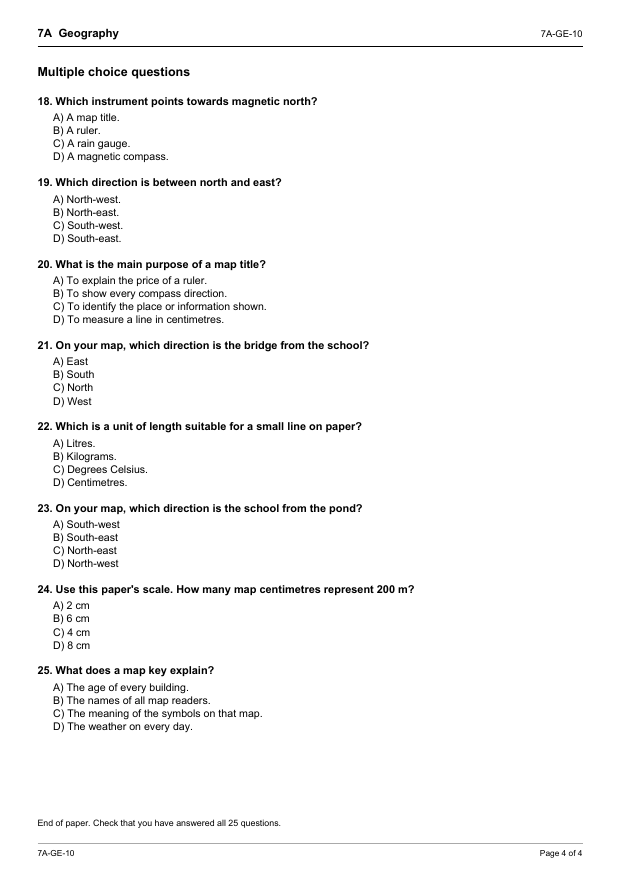 7A Geography
7A-GE-10
Multiple choice questions
18. Which instrument points towards magnetic north?
A) A map title.
B) A ruler.
C) A rain gauge.
D) A magnetic compass.
19. Which direction is between north and east?
A) North-west.
B) North-east.
C) South-west.
D) South-east.
20. What is the main purpose of a map title?
A) To explain the price of a ruler.
B) To show every compass direction.
C) To identify the place or information shown.
D) To measure a line in centimetres.
21. On your map, which direction is the bridge from the school?
A) East
B) South
C) North
D) West
22. Which is a unit of length suitable for a small line on paper?
A) Litres.
B) Kilograms.
C) Degrees Celsius.
D) Centimetres.
23. On your map, which direction is the school from the pond?
A) South-west
B) South-east
C) North-east
D) North-west
24. Use this paper's scale. How many map centimetres represent 200 m?
A) 2 cm
B) 6 cm
C) 4 cm
D) 8 cm
25. What does a map key explain?
A) The age of every building.
B) The names of all map readers.
C) The meaning of the symbols on that map.
D) The weather on every day.
End of paper. Check that you have answered all 25 questions.
7A-GE-10
Page 4 of 4